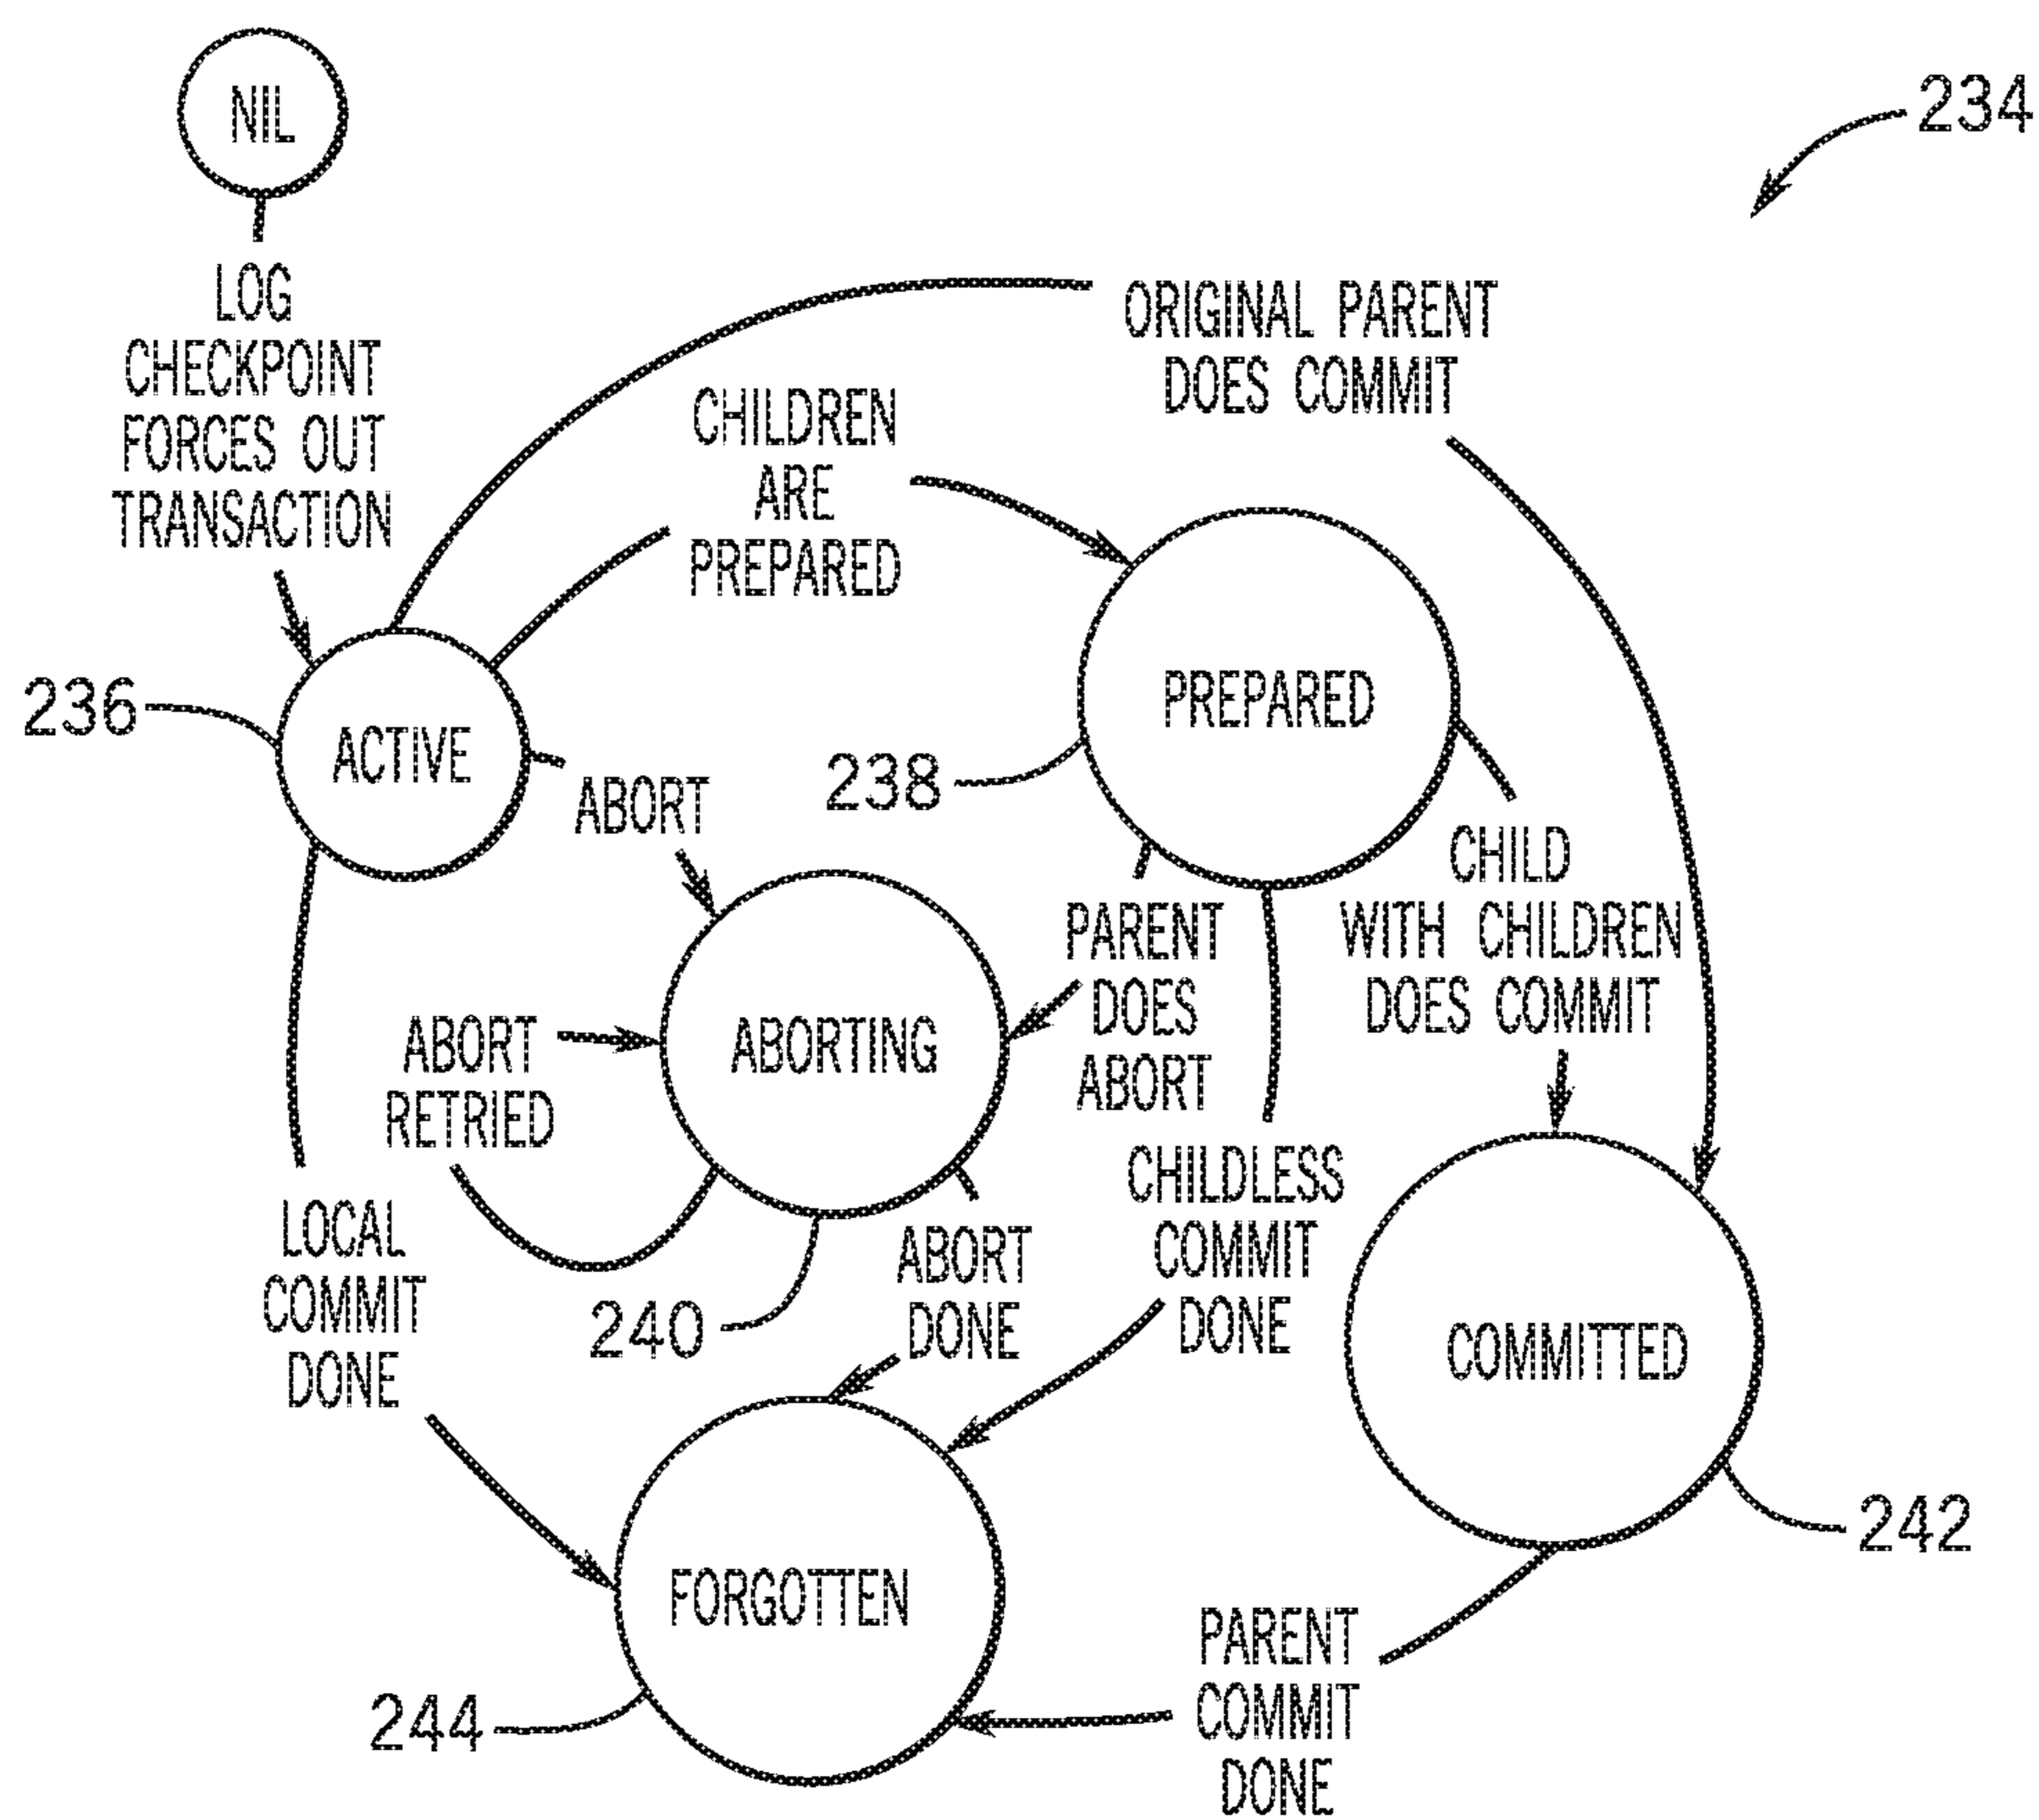 NIL
234
LOG
CHECKPOINT
FORCES OUT
TRANSACTION
ORIGINAL PARENT
DOES COMMIT
CHILDREN
ARE
PREPARED
236
ACTIVE
PREPARED
238
ABORT
CHILD
WITH CHILDREN
DOES COMMIT
PARENT
DOES
ABORT
ABORT
RETRIED
ABORTING
LOCAL
COMMIT
DONE
240
ABORT
DONE
CHILDLESS
COMMIT
DONE
COMMITTED
242
FORGOTTEN
244
PARENT
COMMIT
DONE